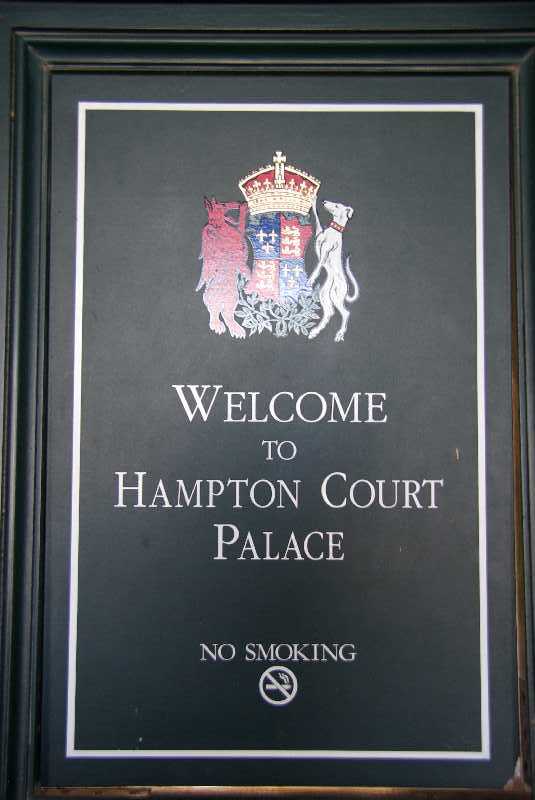 WELCOME
TO
HAMPTON COURT
PALACE
NO SMOKING